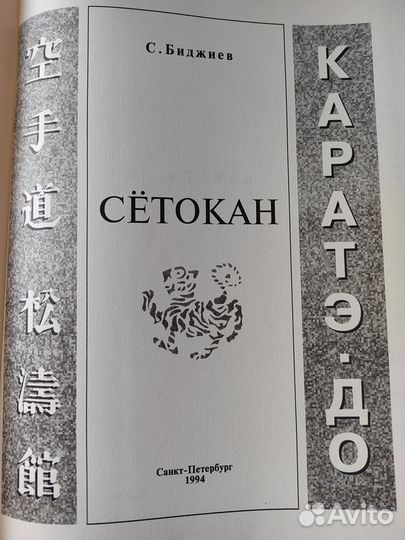 С. Биджиев
空手道松濤館
СЁТОКАН
КАРАТЭ·ДО
Санкт-Петербург
1994
Avito